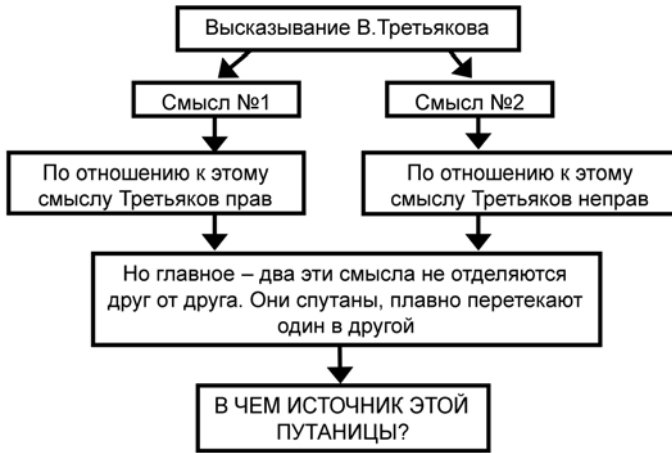 Высказывание В.Третьякова
Смысл №1
Смысл №2
По отношению к этому
смыслу Третьяков прав
По отношению к этому
смыслу Третьяков неправ
Но главное – два эти смысла не отделяются
друг от друга. Они спутаны, плавно перетекают
один в другой
В ЧЕМ ИСТОЧНИК ЭТОЙ
ПУТАНИЦЫ?